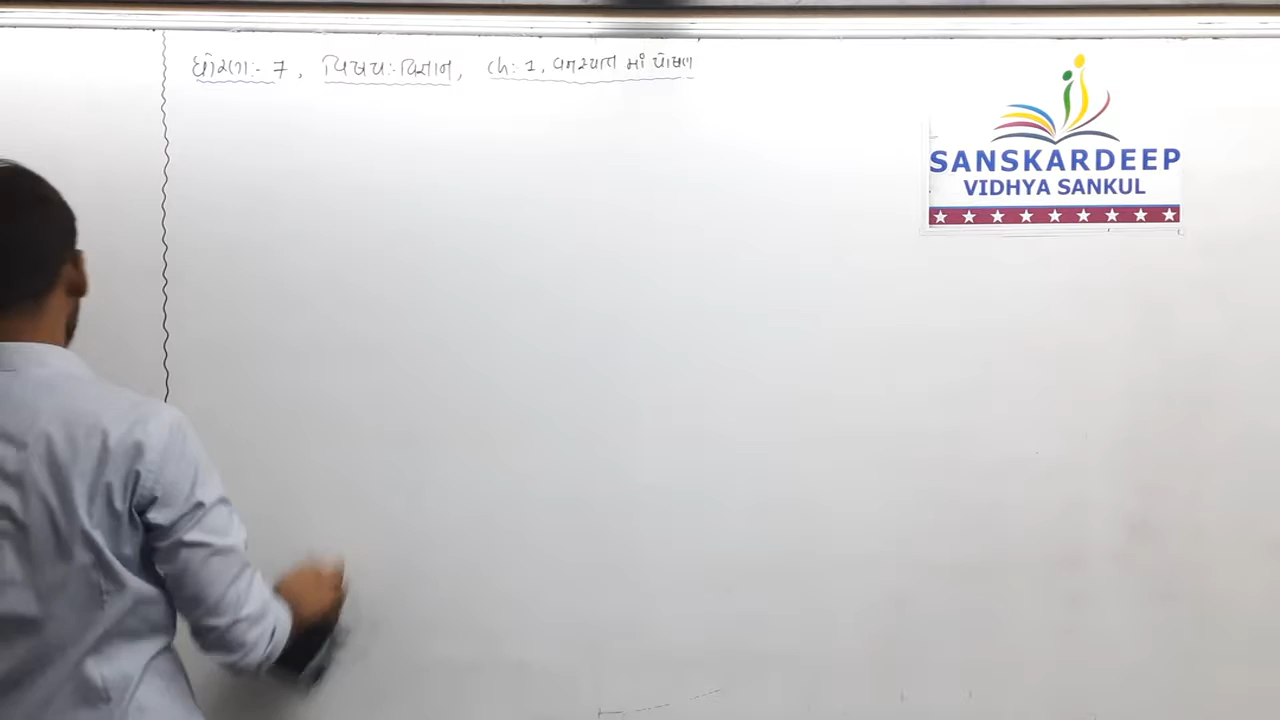 ધોરણ:- 7, વિષય:- વિજ્ઞાન, Ch: 1, વનસ્પતિ માં પોષણ
SANSKARDEEP
VIDHYA SANKUL